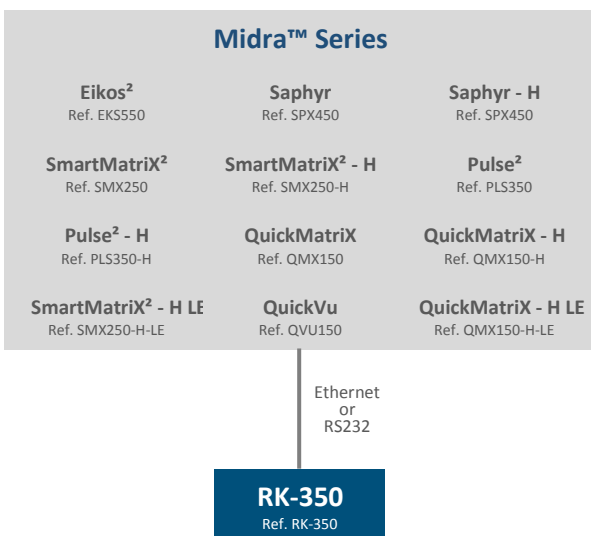 Midra™ Series
Eikos² Saphyr Saphyr - H
Ref. EKS550 Ref. SPX450 Ref. SPX450
SmartMatriX² SmartMatriX² - H Pulse²
Ref. SMX250 Ref. SMX250-H Ref. PLS350
Pulse² - H QuickMatriX QuickMatriX - H
Ref. PLS350-H Ref. QMX150 Ref. QMX150-H
SmartMatriX² - H LE QuickVu QuickMatriX - H LE
Ref. SMX250-H-LE Ref. QVU150 Ref. QMX150-H-LE
Ethernet
or
RS232
RK-350
Ref. RK-350